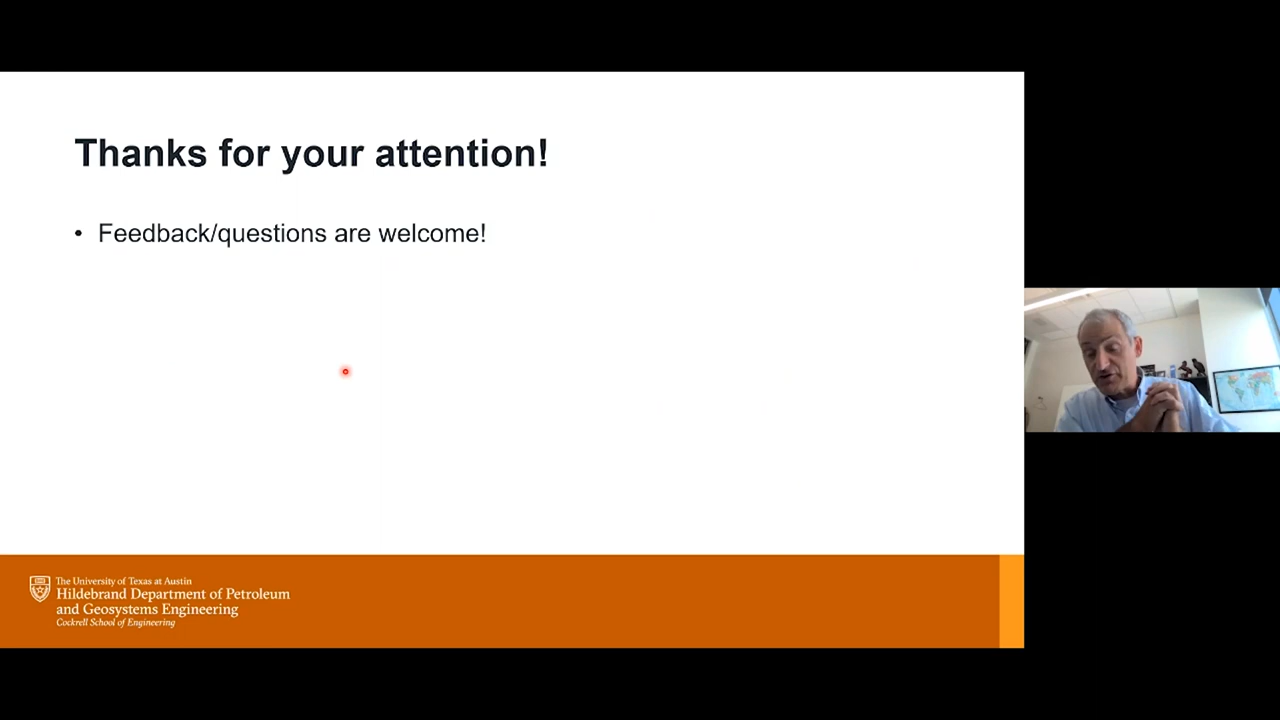 Thanks for your attention!
• Feedback/questions are welcome!
The University of Texas at Austin
Hildebrand Department of Petroleum
and Geosystems Engineering
Cockrell School of Engineering